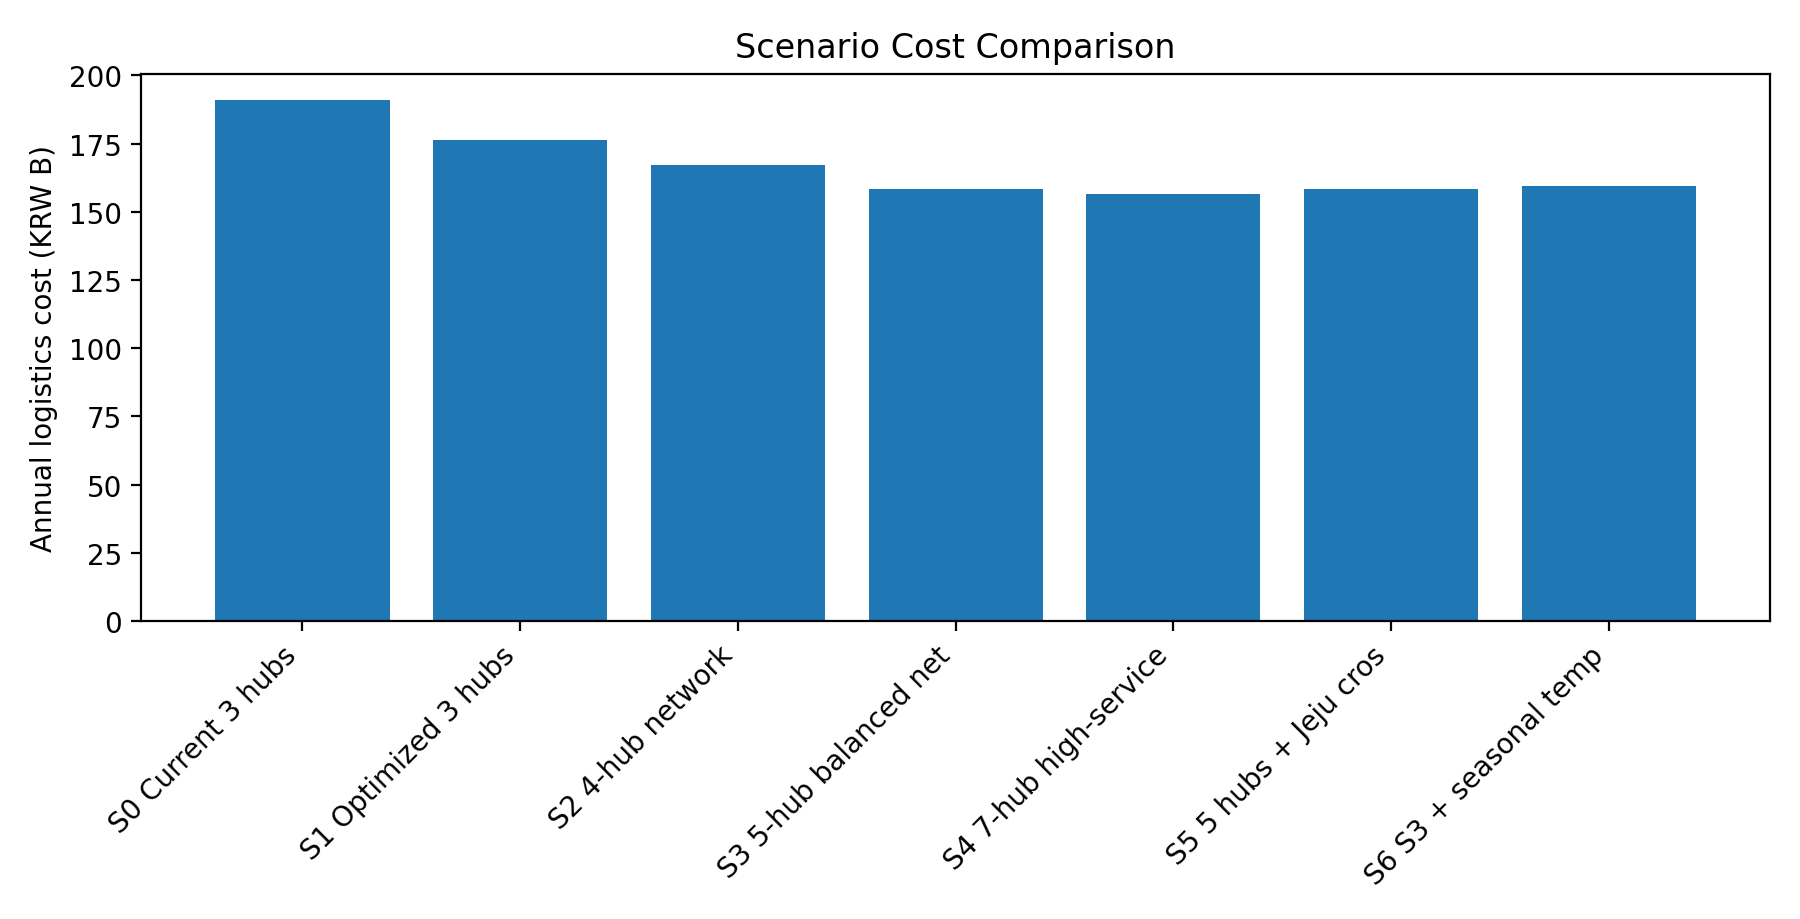 Scenario Cost Comparison
Annual logistics cost (KRW B)
200
175
150
125
100
75
50
25
0
S0 Current 3 hubs
S1 Optimized 3 hubs
S2 4-hub network
S3 5-hub balanced net
S4 7-hub high-service
S5 5 hubs + Jeju cros
S6 S3 + seasonal temp